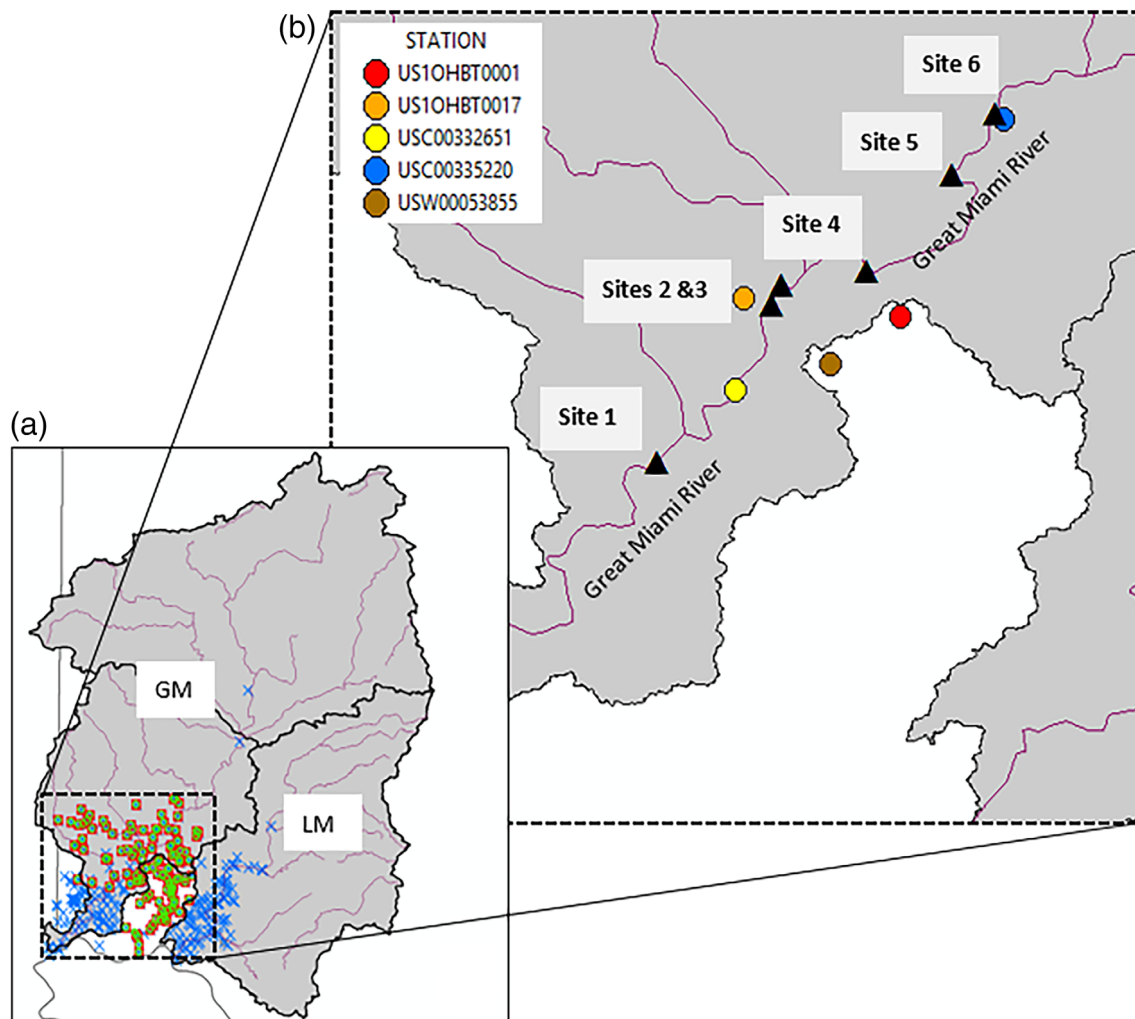 (b)
STATION
US1OHBT0001
US1OHBT0017
USC00332651
USC00335220
USW00053855
Site 6
Site 5
Great Miami River
Site 4
Sites 2 &3
Site 1
Great Miami River
(a)
GM
LM